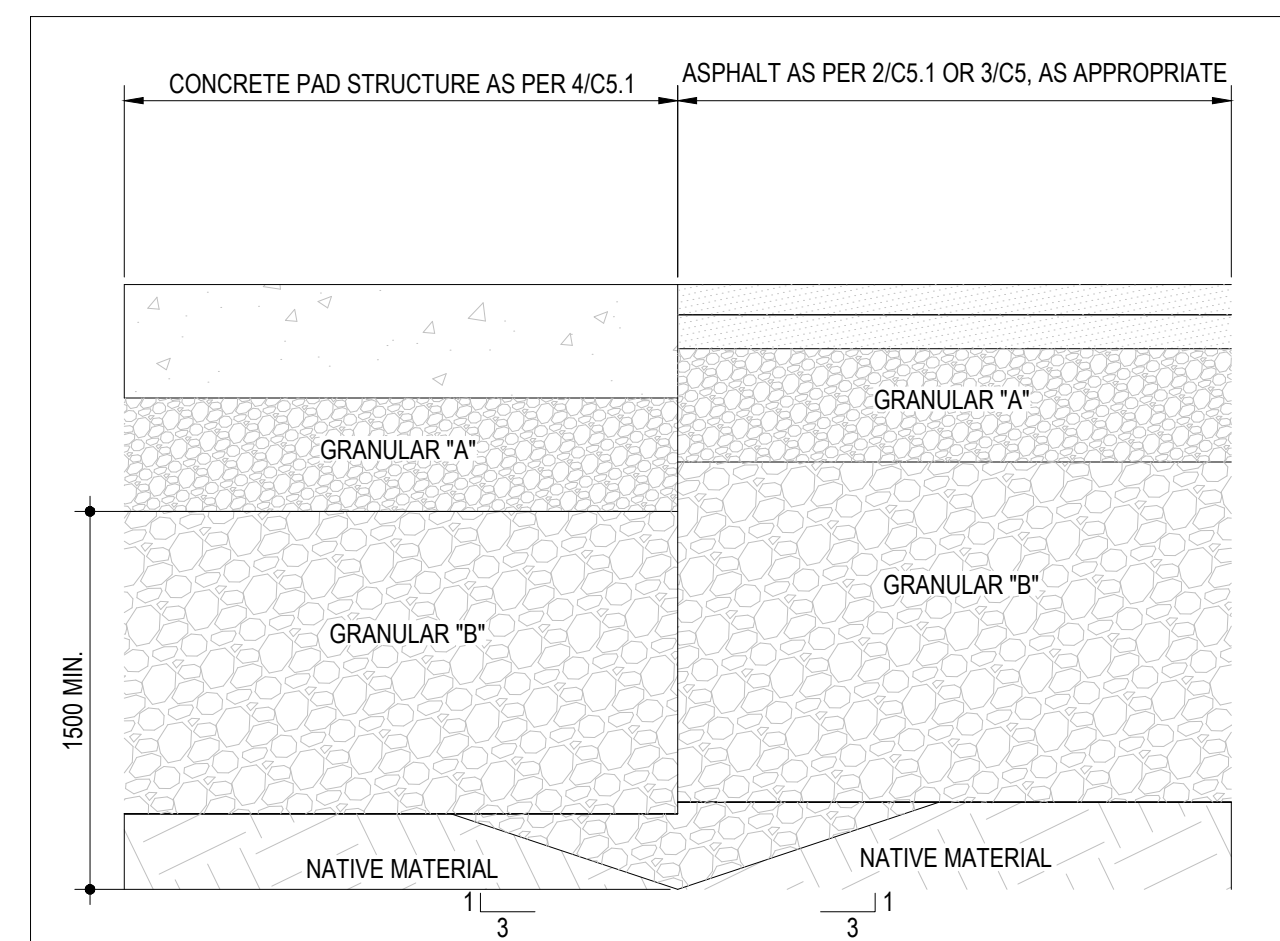 CONCRETE PAD STRUCTURE AS PER 4/C5.1
ASPHALT AS PER 2/C5.1 OR 3/C5, AS APPROPRIATE
GRANULAR "A"
GRANULAR "A"
GRANULAR "B"
GRANULAR "B"
1500 MIN.
NATIVE MATERIAL
NATIVE MATERIAL
1
3
1
3